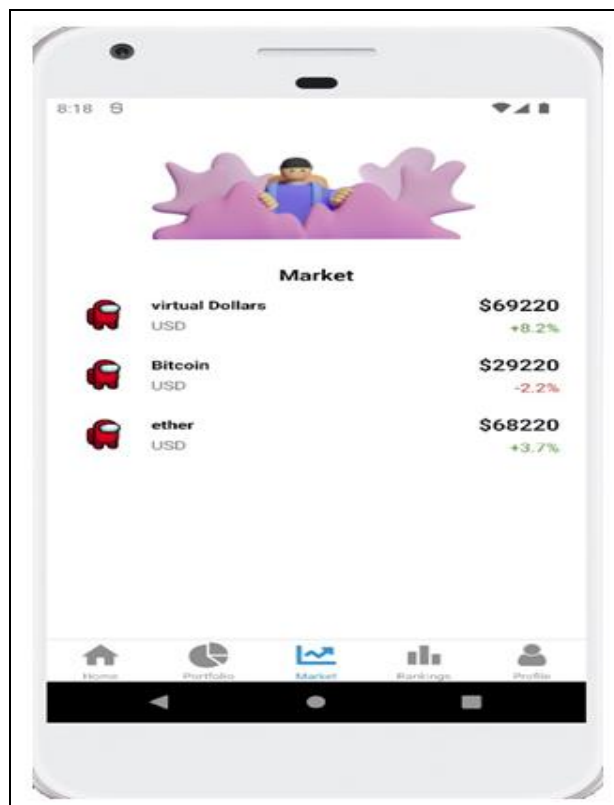 8:18
Market
virtual Dollars
$69220
USD
+8.2%
Bitcoin
$29220
USD
-2.2%
ether
$68220
USD
+3.7%
Home
Portfolio
Market
Rankings
Profile